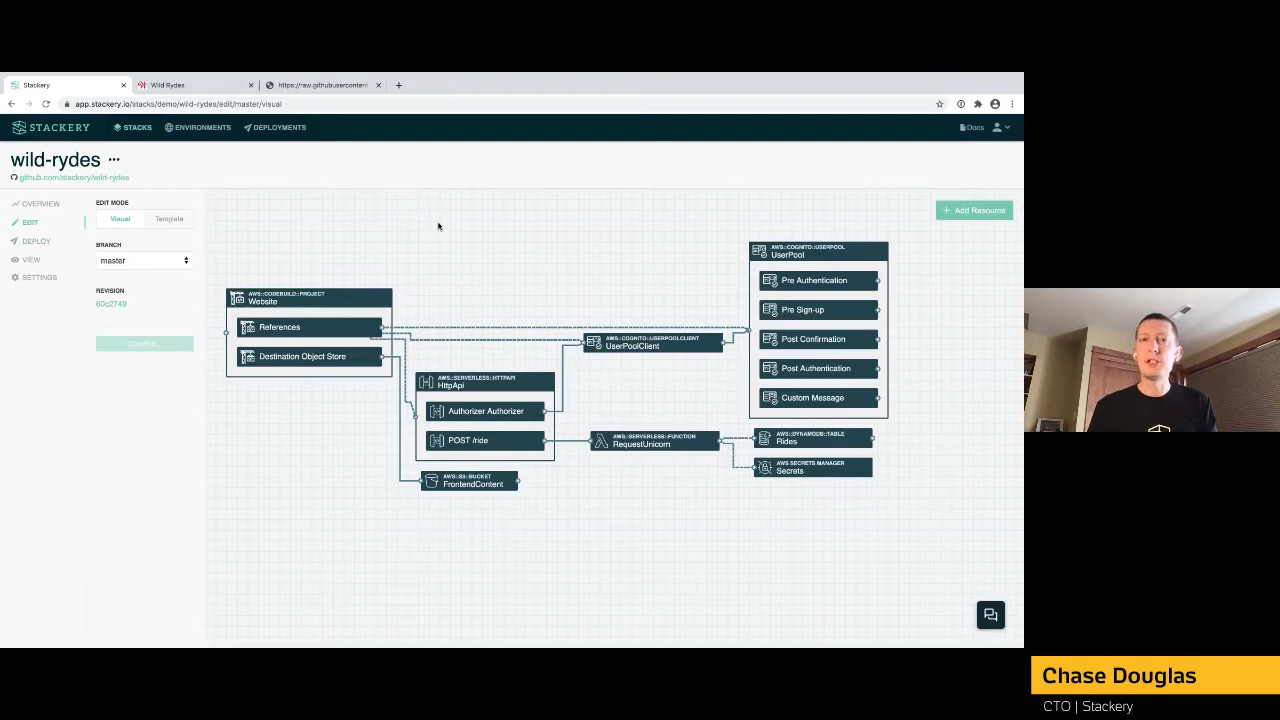 Stackery
Wild Rydes
https://raw.githubusercontent
app.stackery.io/stacks/demo/wild-rydes/edit/master/visual
STACKERY
STACKS
ENVIRONMENTS
DEPLOYMENTS
Docs
wild-rydes
github.com/stackery/wild-rydes
OVERVIEW
EDIT
DEPLOY
VIEW
SETTINGS
EDIT MODE
Visual
Template
BRANCH
master
REVISION
60c2749
Commit...
+ Add Resource
AWS::CODEBUILD::PROJECT
Website
References
Destination Object Store
AWS::SERVERLESS::HTTPAPI
HttpApi
Authorizer Authorizer
POST /ride
AWS::S3::BUCKET
FrontendContent
AWS::COGNITO::USERPOOLCLIENT
UserPoolClient
AWS::SERVERLESS::FUNCTION
RequestUnicorn
AWS::COGNITO::USERPOOL
UserPool
Pre Authentication
Pre Sign-up
Post Confirmation
Post Authentication
Custom Message
AWS::DYNAMODB::TABLE
Rides
AWS SECRETS MANAGER
Secrets
Chase Douglas
CTO | Stackery